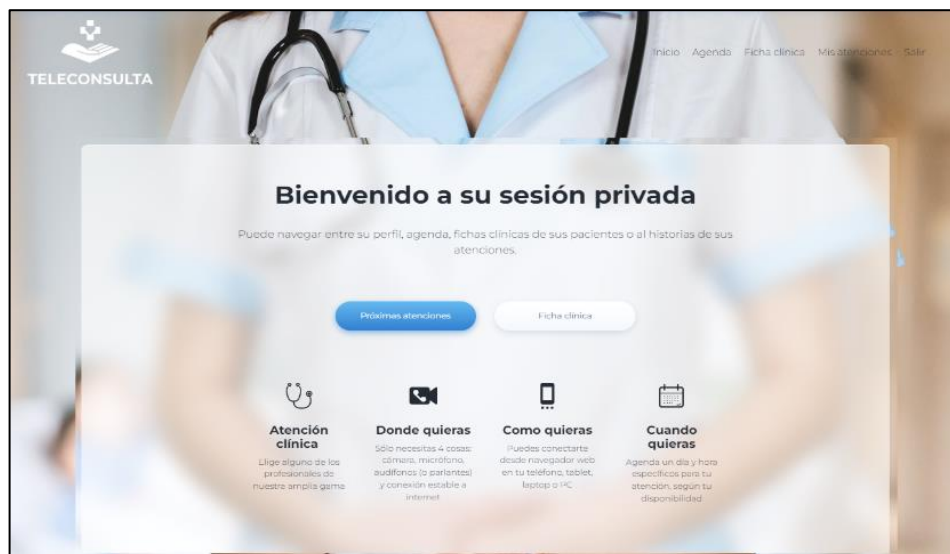 TELECONSULTA
Inicio Agenda Ficha clínica Mis atenciones Salir
Bienvenido a su sesión privada
Puede navegar entre su perfil, agenda, fichas clínicas de sus pacientes o al historias de sus
atenciones.
Próximas atenciones
Ficha clínica
Atención
clínica
Elige alguno de los
profesionales de
nuestra amplia gama
Donde quieras
Sólo necesitas 4 cosas:
cámara, micrófono,
audífonos (o parlantes)
y conexión estable a
internet
Como quieras
Puedes conectarte
desde navegador web
en tu teléfono, tablet,
laptop o PC
Cuando
quieras
Agenda un día y hora
específicos para tu
atención, según tu
disponibilidad